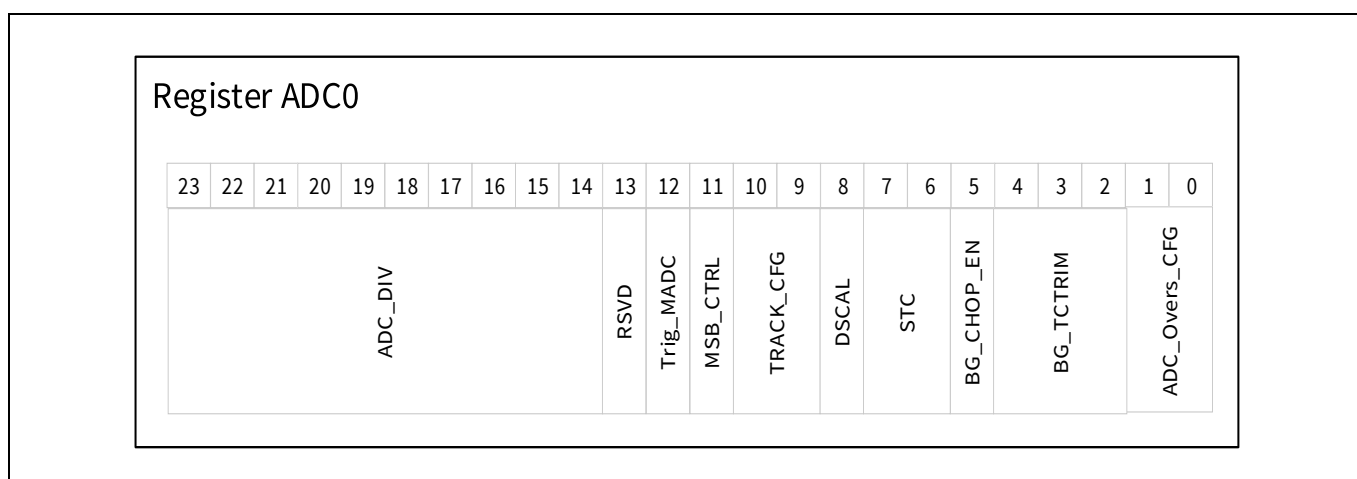 Register ADC0
23 22 21 20 19 18 17 16 15 14 13 12 11 10 9 8 7 6 5 4 3 2 1 0
ADC_DIV
RSVD
Trig_MADC
MSB_CTRL
TRACK_CFG
DSCAL
STC
BG_CHOP_EN
BG_TCTRIM
ADC_Overs_CFG